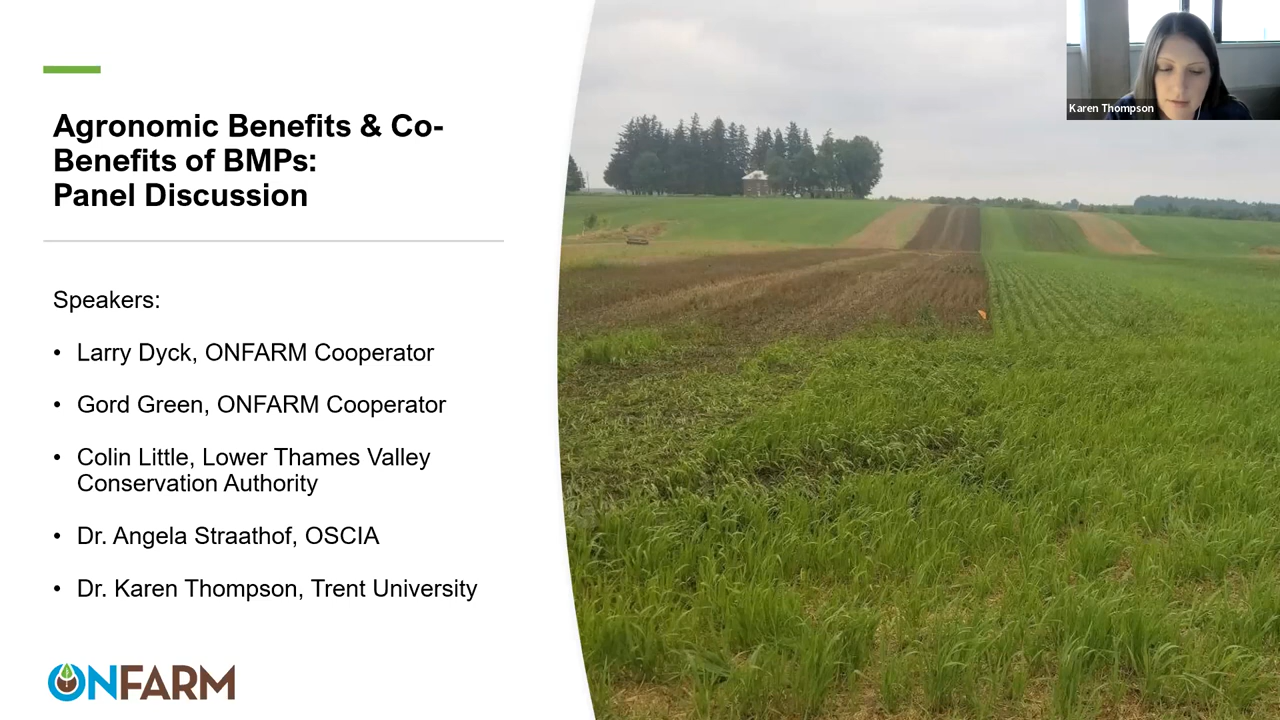 Agronomic Benefits & Co-
Benefits of BMPs:
Panel Discussion
Speakers:
• Larry Dyck, ONFARM Cooperator
• Gord Green, ONFARM Cooperator
• Colin Little, Lower Thames Valley
Conservation Authority
• Dr. Angela Straathof, OSCIA
• Dr. Karen Thompson, Trent University
ONFARM
Karen Thompson